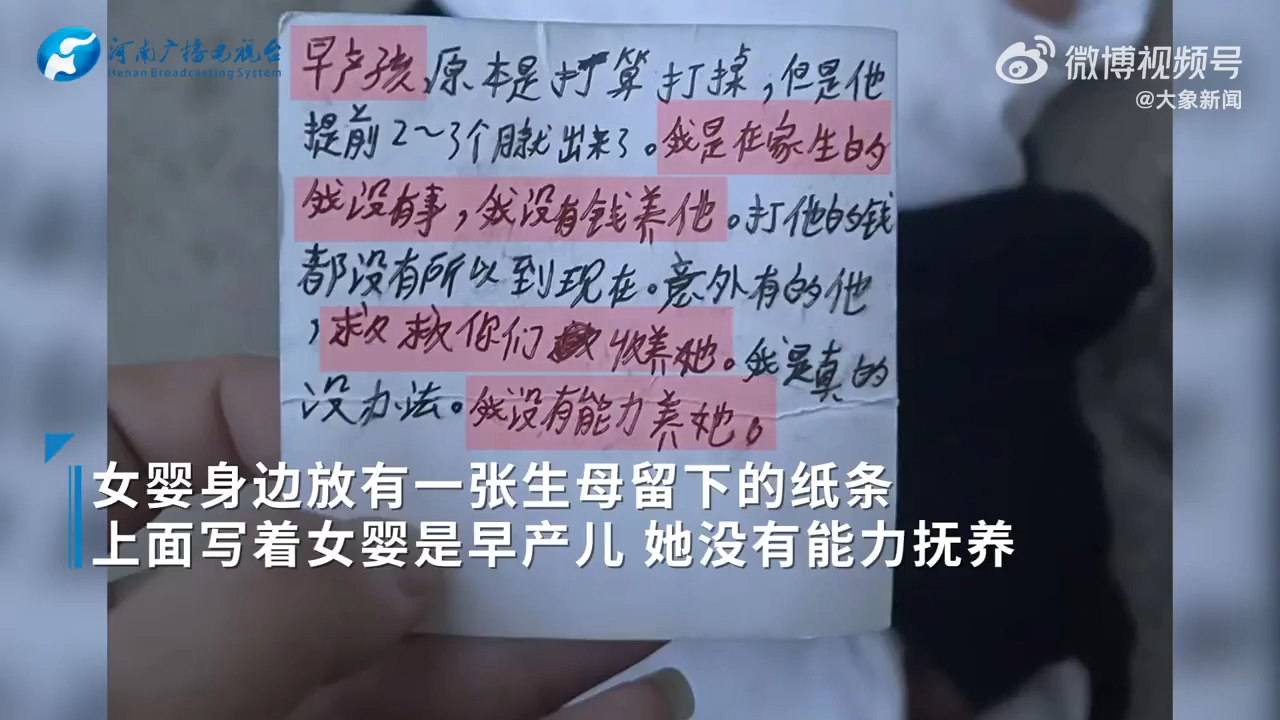 河南广播电视台
Henan Broadcasting System
微博视频号
@大象新闻
早产孩,原本是打算打掉,但是他
提前2~3个月就出来了。我是在家生的
我没有事,我没有钱养他。打他的钱
都没有所以到现在。意外有的他
,求救求你们 收养她。我是真的
没办法。我没有能力养她。
女婴身边放有一张生母留下的纸条
上面写着女婴是早产儿 她没有能力抚养